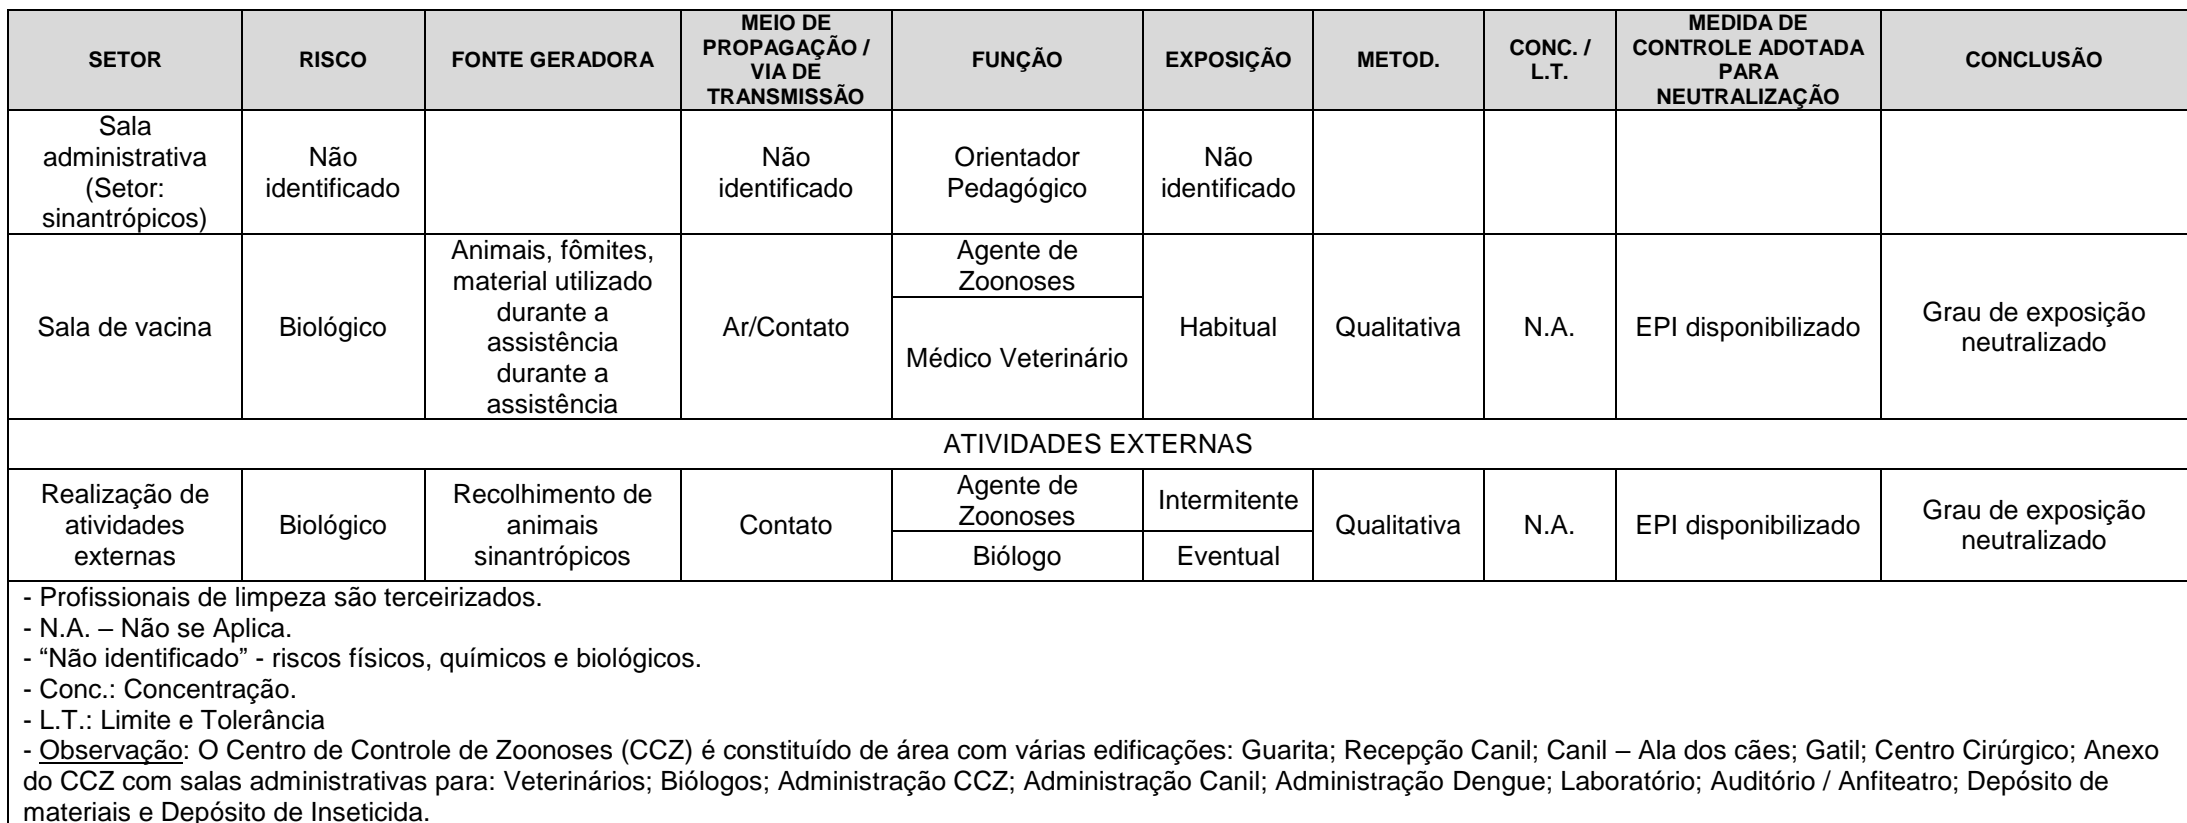 SETOR
RISCO
FONTE GERADORA
MEIO DE
PROPAGAÇÃO /
VIA DE
TRANSMISSÃO
FUNÇÃO
EXPOSIÇÃO
METOD.
CONC. /
L.T.
MEDIDA DE
CONTROLE ADOTADA
PARA
NEUTRALIZAÇÃO
CONCLUSÃO
Sala
administrativa
(Setor:
sinantrópicos)
Não
identificado
Não
identificado
Orientador
Pedagógico
Não
identificado
Sala de vacina
Biológico
Animais, fômites,
material utilizado
durante a
assistência
durante a
assistência
Ar/Contato
Agente de
Zoonoses
Médico Veterinário
Habitual
Qualitativa
N.A.
EPI disponibilizado
Grau de exposição
neutralizado
ATIVIDADES EXTERNAS
Realização de
atividades
externas
Biológico
Recolhimento de
animais
sinantrópicos
Contato
Agente de
Zoonoses
Intermitente
Biólogo
Eventual
Qualitativa
N.A.
EPI disponibilizado
Grau de exposição
neutralizado
- Profissionais de limpeza são terceirizados.
- N.A. – Não se Aplica.
- “Não identificado” - riscos físicos, químicos e biológicos.
- Conc.: Concentração.
- L.T.: Limite e Tolerância
- Observação: O Centro de Controle de Zoonoses (CCZ) é constituído de área com várias edificações: Guarita; Recepção Canil; Canil – Ala dos cães; Gatil; Centro Cirúrgico; Anexo
do CCZ com salas administrativas para: Veterinários; Biólogos; Administração CCZ; Administração Canil; Administração Dengue; Laboratório; Auditório / Anfiteatro; Depósito de
materiais e Depósito de Inseticida.